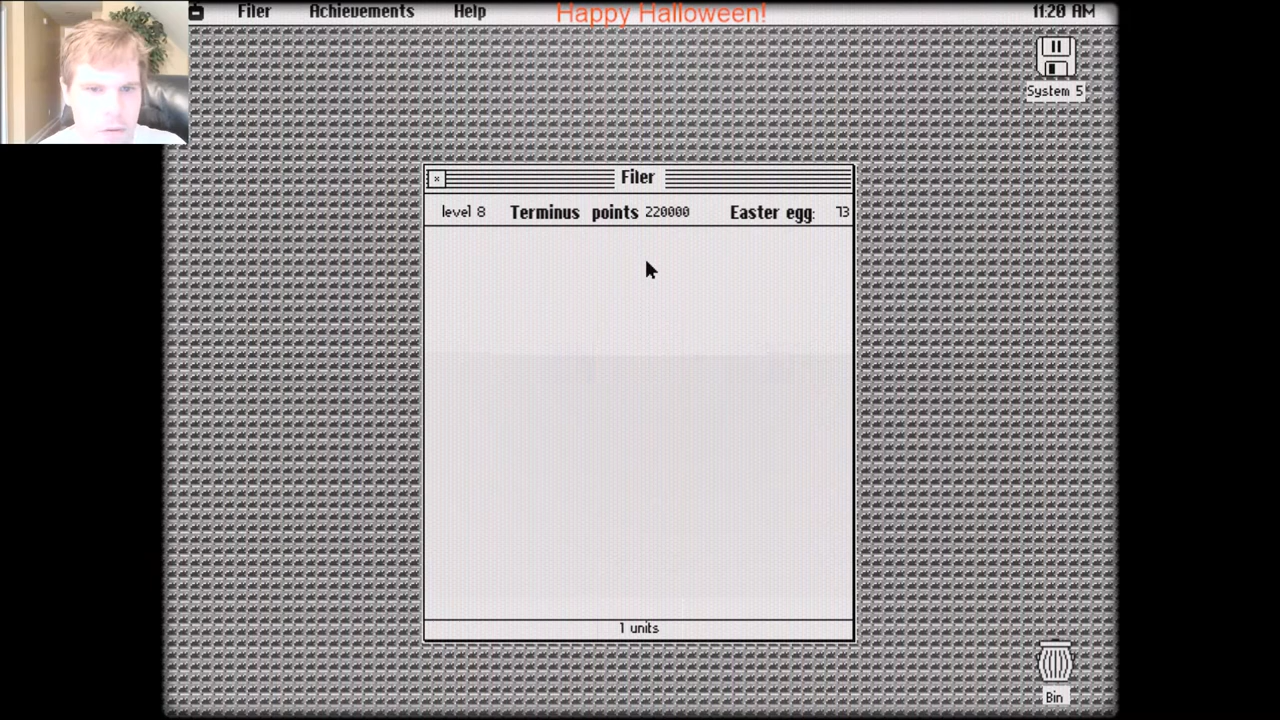 Filer Achievements Help Happy Halloween! 11:20 AM
System 5
Filer
level 8 Terminus points 220000 Easter egg: 73
1 units
Bin